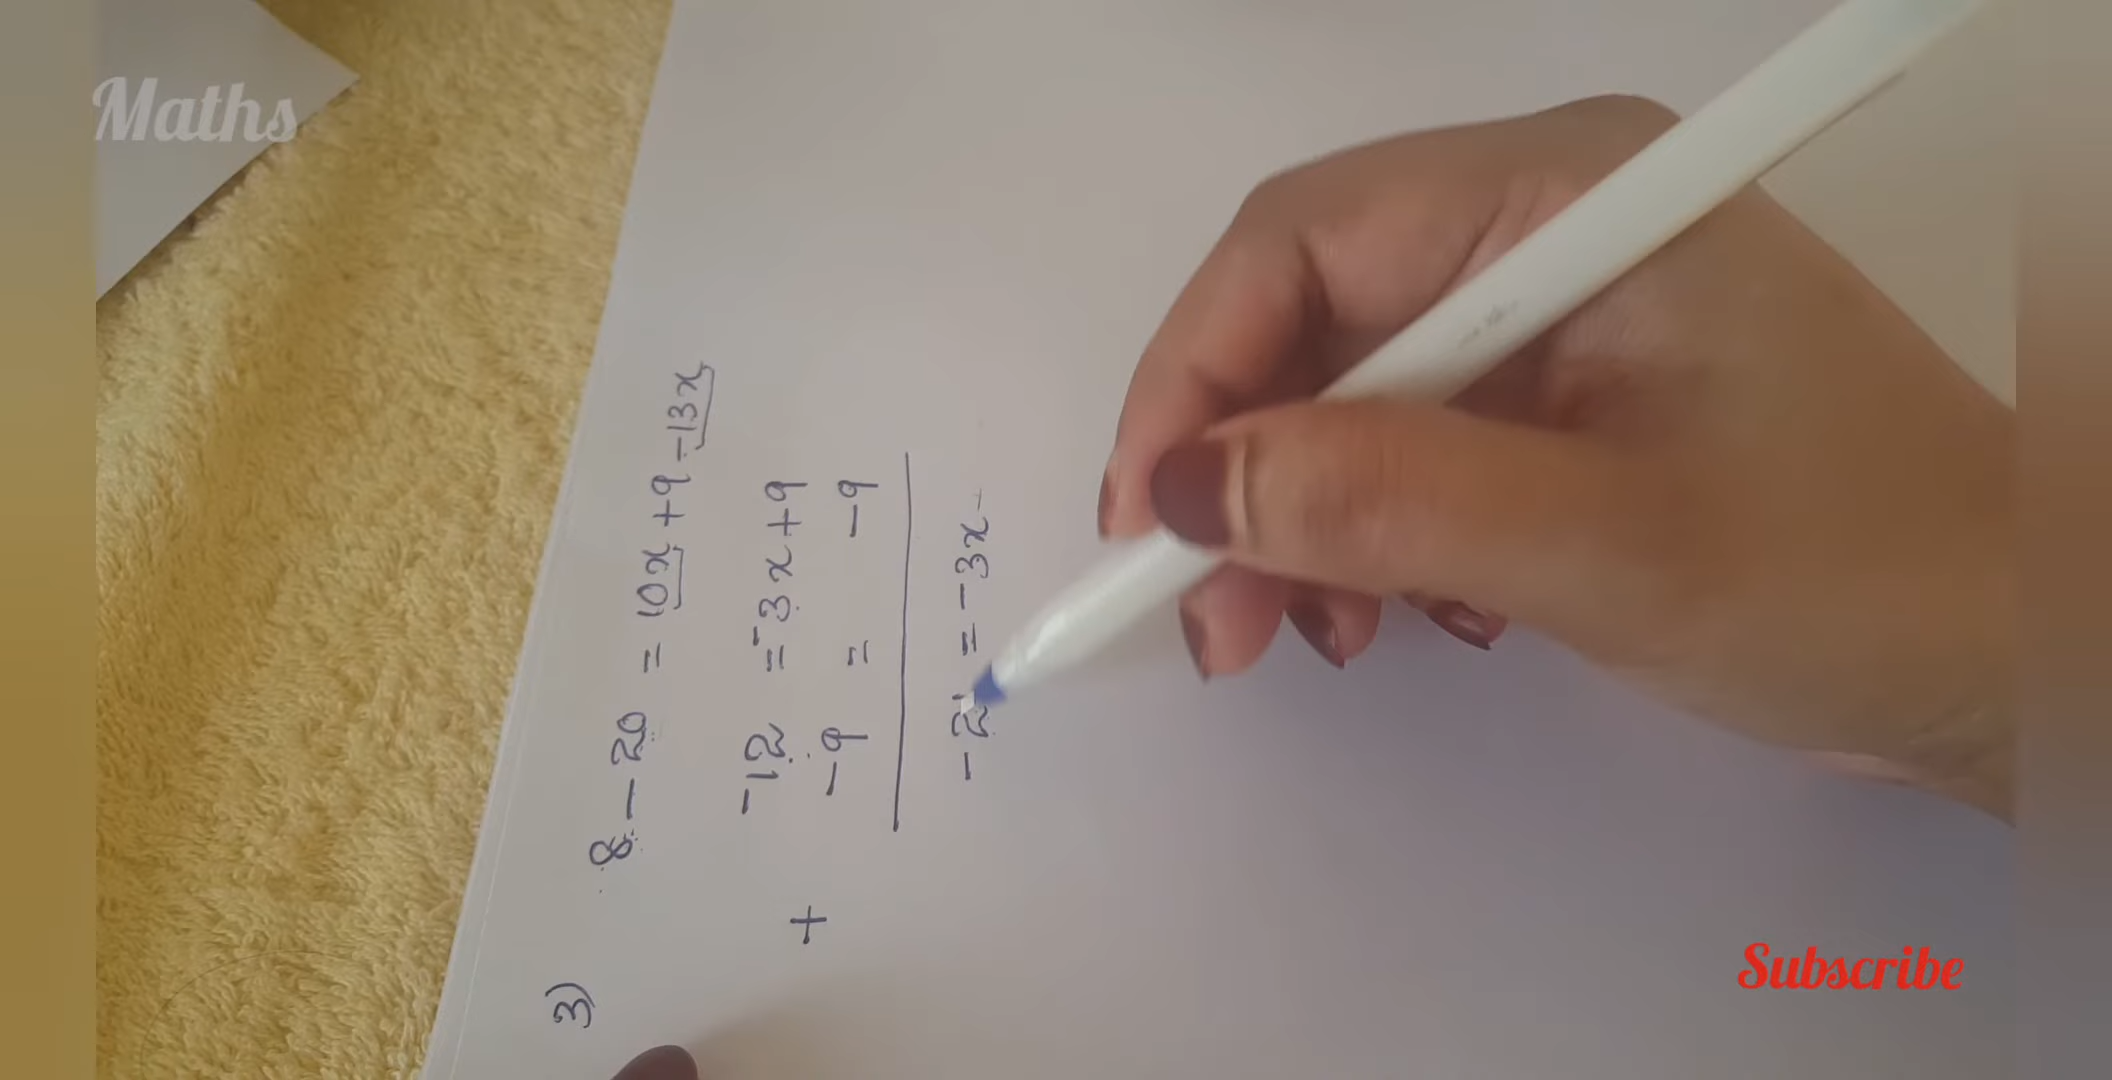 Maths
3) 8 - 20 = 10x + 9 - 13x
-12 = -3x + 9
+ -9 = -9
-21 = -3x
Subscribe